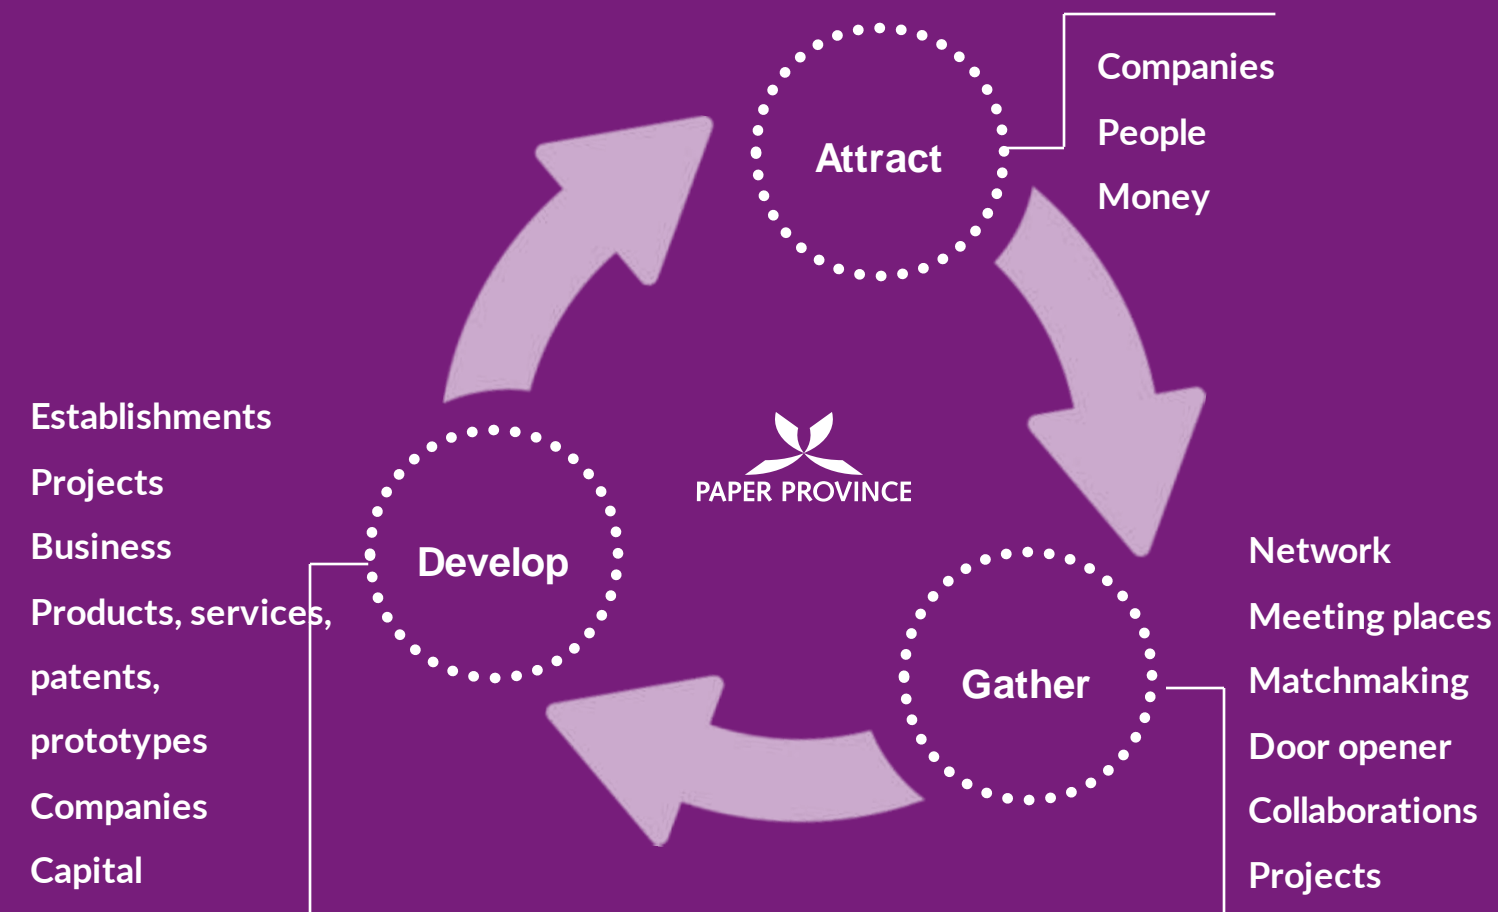 Attract
Companies
People
Money
PAPER PROVINCE
Develop
Establishments
Projects
Business
Products, services,
patents,
prototypes
Companies
Capital
Gather
Network
Meeting places
Matchmaking
Door opener
Collaborations
Projects